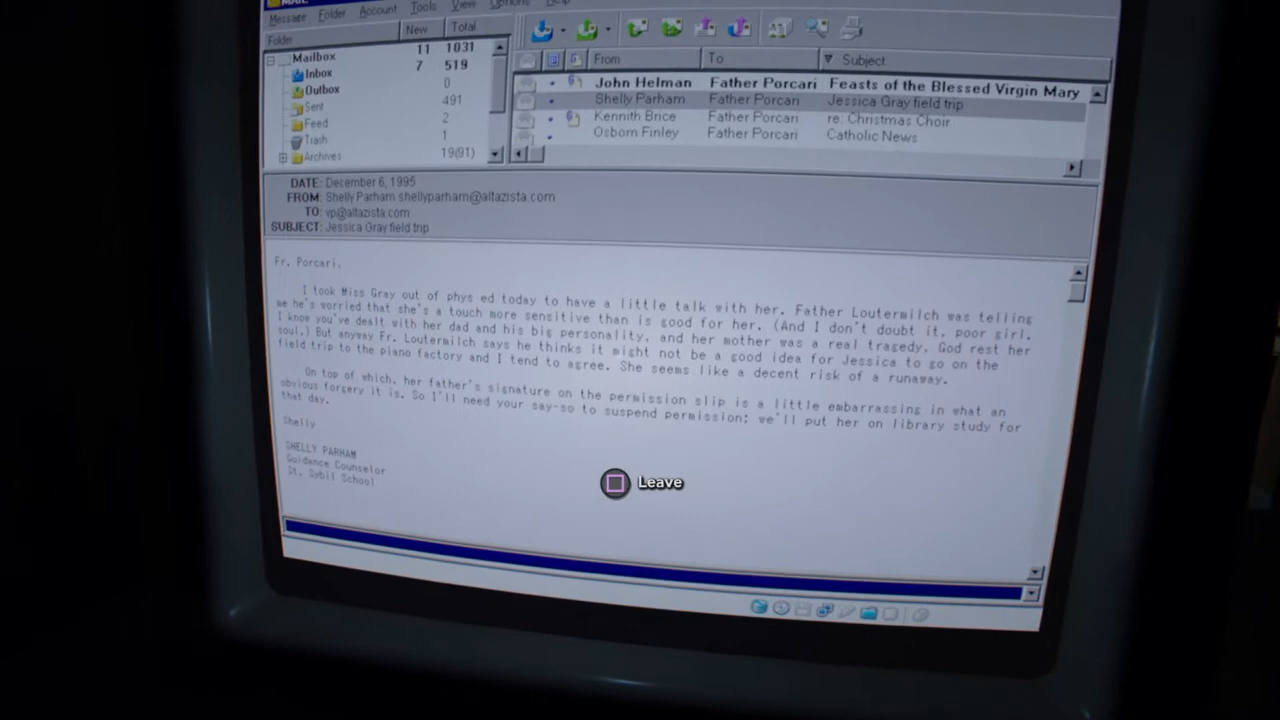 MAIL
Message Folder Account Tools View Options Help
Folder New Total
Mailbox 11 1031
Inbox 7 519
Outbox 0
Sent 491
Feed 2
Trash 1
Archives 19(91)
From To Subject
John Helman Father Porcari Feasts of the Blessed Virgin Mary
Shelly Parham Father Porcari Jessica Gray field trip
Kennith Brice Father Porcari re: Christmas Choir
Osborn Finley Father Porcari Catholic News
DATE: December 6, 1995
FROM: Shelly Parham shellyparham@altazista.com
TO: vp@altazista.com
SUBJECT: Jessica Gray field trip
Fr. Porcari,
I took Miss Gray out of phys ed today to have a little talk with her. Father Loutermilch was telling
me he's worried that she's a touch more sensitive than is good for her. (And I don't doubt it, poor girl.
I know you've dealt with her dad and his big personality, and her mother was a real tragedy, God rest her
soul.) But anyway Fr. Loutermilch says he thinks it might not be a good idea for Jessica to go on the
field trip to the piano factory and I tend to agree. She seems like a decent risk of a runaway.
On top of which, her father's signature on the permission slip is a little embarrassing in what an
obvious forgery it is. So I'll need your say-so to suspend permission; we'll put her on library study for
that day.
Shelly
SHELLY PARHAM
Guidance Counselor
St. Sybil School
Leave